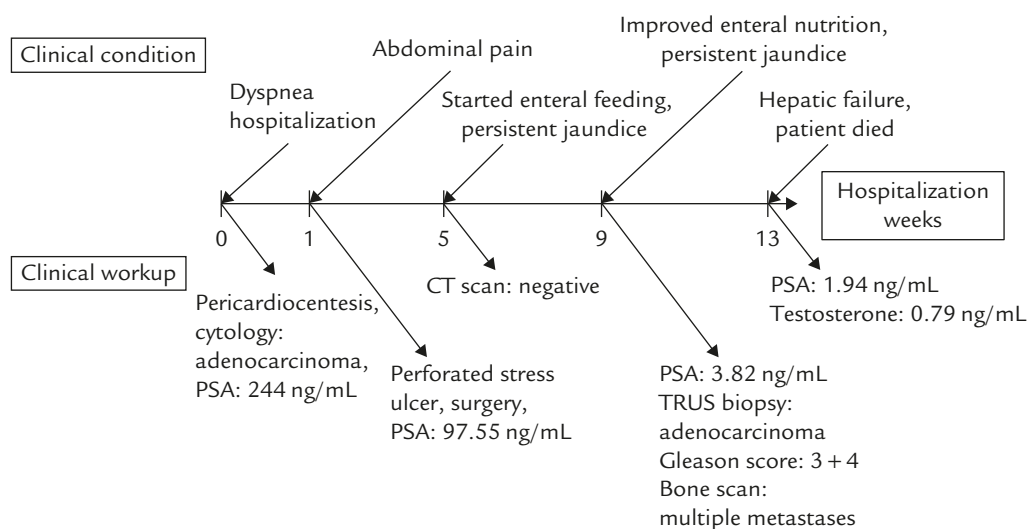 Clinical condition
Dyspnea
hospitalization
Abdominal pain
Started enteral feeding,
persistent jaundice
Improved enteral nutrition,
persistent jaundice
Hepatic failure,
patient died
Hospitalization
weeks
0
1
5
9
13
Clinical workup
Pericardiocentesis,
cytology:
adenocarcinoma,
PSA: 244 ng/mL
Perforated stress
ulcer, surgery,
PSA: 97.55 ng/mL
CT scan: negative
PSA: 3.82 ng/mL
TRUS biopsy:
adenocarcinoma
Gleason score: 3 + 4
Bone scan:
multiple metastases
PSA: 1.94 ng/mL
Testosterone: 0.79 ng/mL